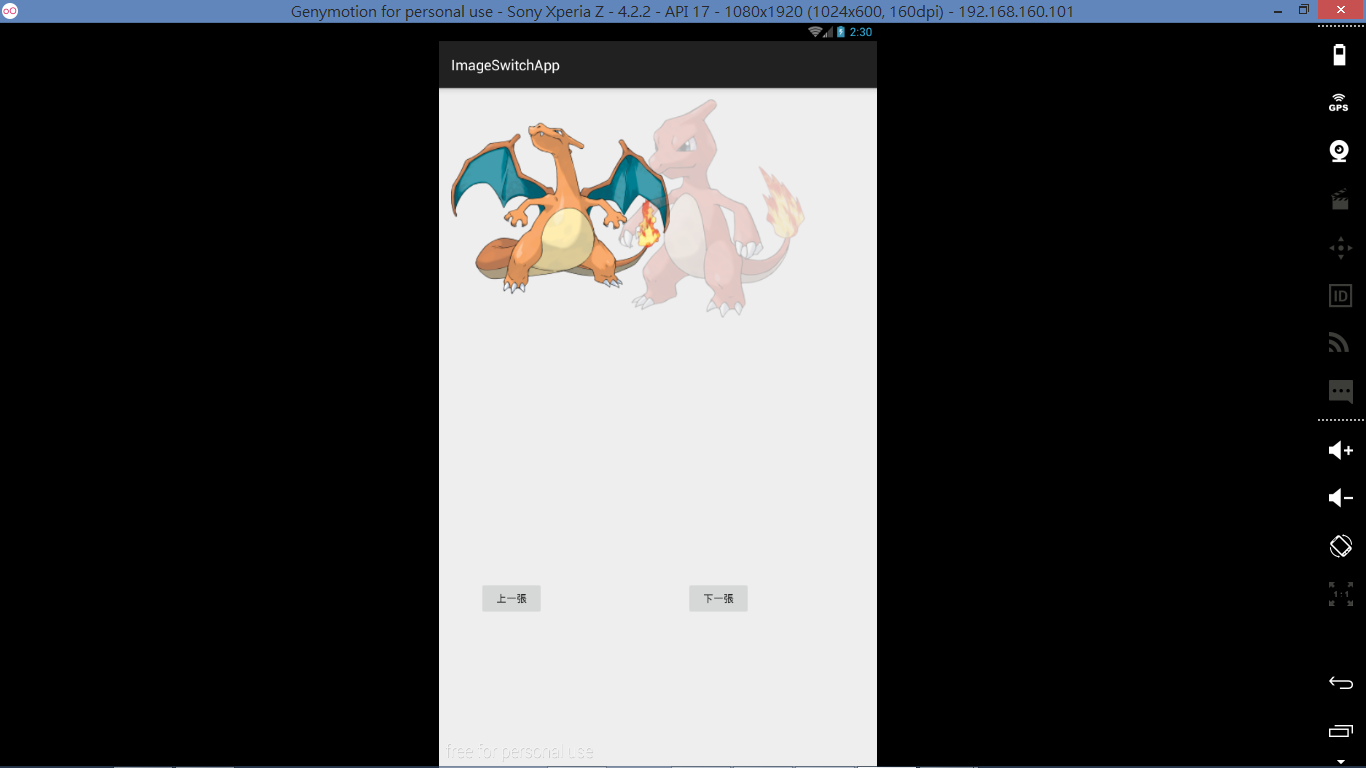 Genymotion for personal use - Sony Xperia Z - 4.2.2 - API 17 - 1080x1920 (1024x600, 160dpi) - 192.168.160.101
2:30
ImageSwitchApp
GPS
ID
1:1
上一張
下一張
free for personal use